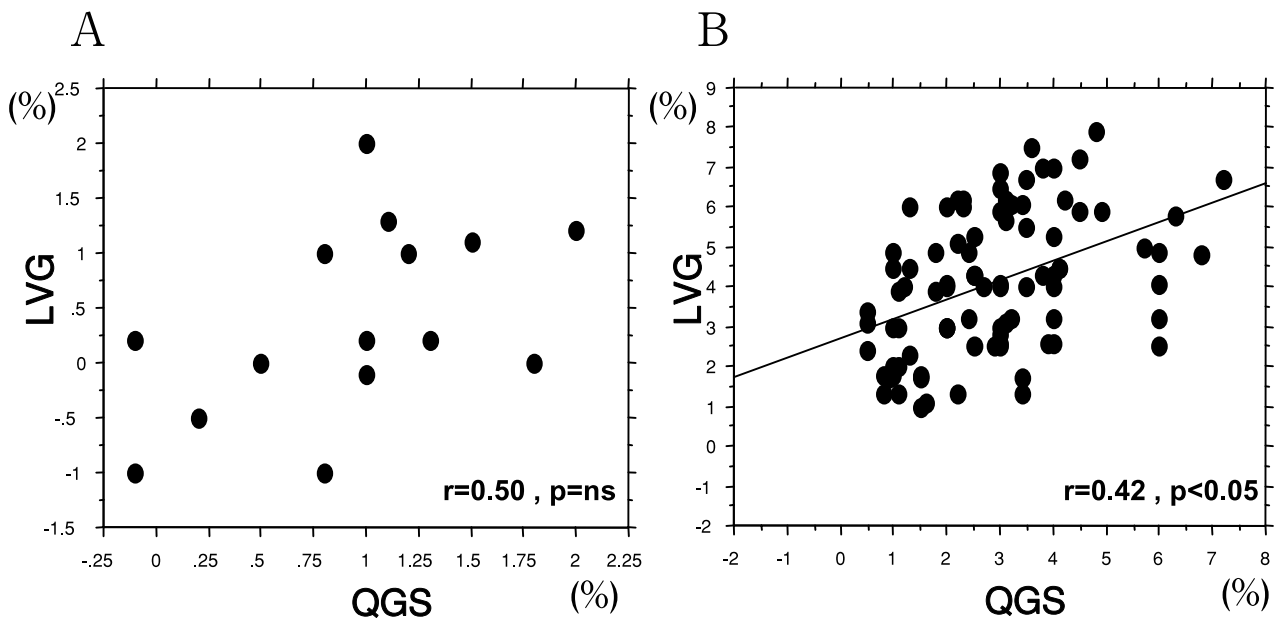 A
B
(%)
2.5
2
1.5
1
.5
0
-.5
-1
-1.5
LVG
r=0.50 , p=ns
-.25 0 .25 .5 .75 1 1.25 1.5 1.75 2 2.25
QGS (%)
(%)
9
8
7
6
5
4
3
2
1
0
-1
-2
LVG
r=0.42 , p<0.05
-2 -1 0 1 2 3 4 5 6 7 8
QGS (%)